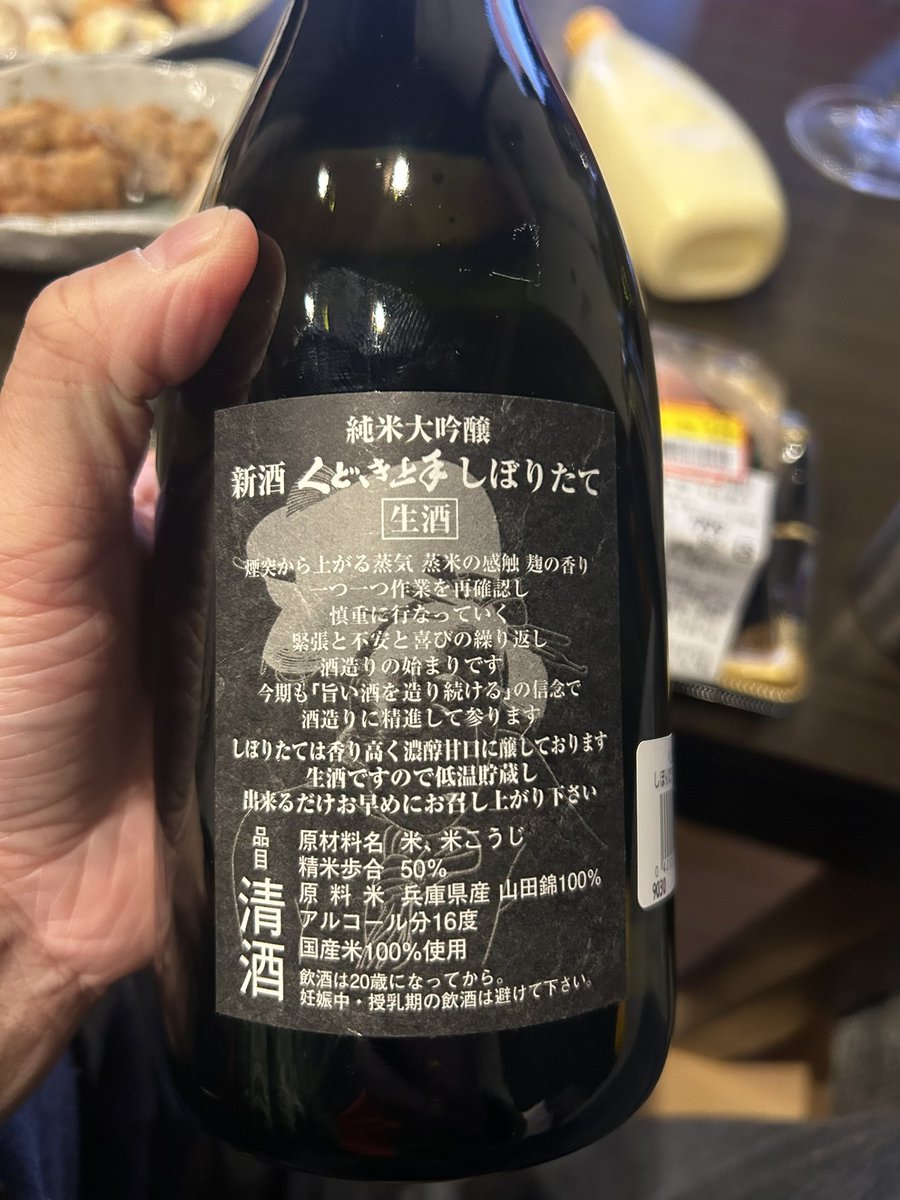 純米大吟醸
新酒 くどき上手 しぼりたて
生酒
煙突から上がる蒸気 蒸米の感触 麹の香り
一つ一つ作業を再確認し
慎重に行なっていく
緊張と不安と喜びの繰り返し
酒造りの始まりです
今期も「旨い酒を造り続ける」の信念で
酒造りに精進して参ります
しぼりたては香り高く濃醇甘口に醸しております
生酒ですので低温貯蔵し
出来るだけお早めにお召し上がり下さい
品目 清酒
原材料名 米、米こうじ
精米歩合 50%
原料米 兵庫県産 山田錦100%
アルコール分16度
国産米100%使用
飲酒は20歳になってから。
妊娠中・授乳期の飲酒は避けて下さい。
しぼり
9030